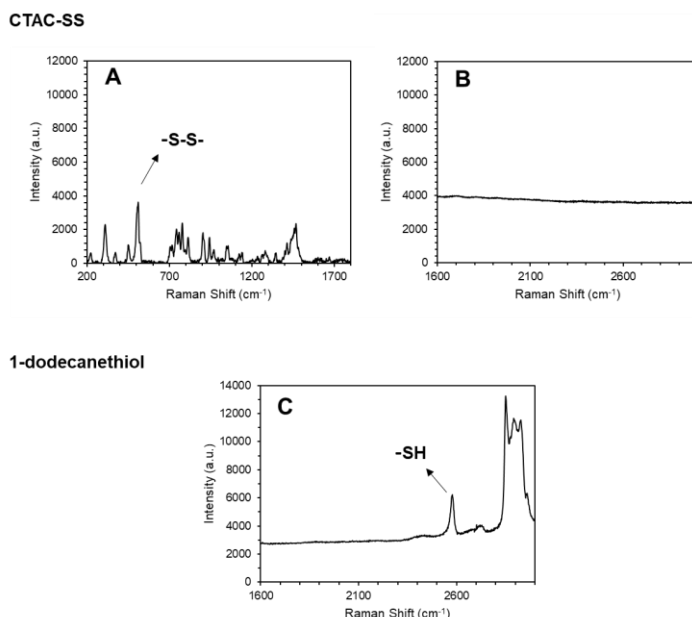 CTAC-SS
A
-S-S-
12000
10000
8000
6000
4000
2000
0
Intensity (a.u.)
200 700 1200 1700
Raman Shift (cm⁻¹)
B
12000
10000
8000
6000
4000
2000
0
Intensity (a.u.)
1600 2100 2600
Raman Shift (cm⁻¹)
1-dodecanethiol
C
-SH
14000
12000
10000
8000
6000
4000
2000
0
Intensity (a.u.)
1600 2100 2600
Raman Shift (cm⁻¹)